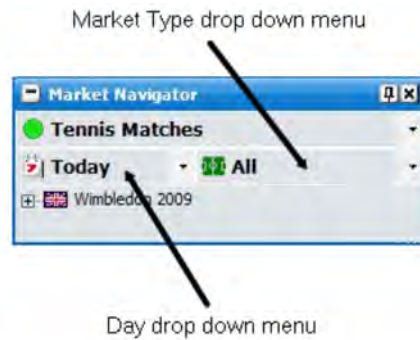 Market Type drop down menu
Market Navigator
Tennis Matches
Today All
Wimbledon 2009
Day drop down menu